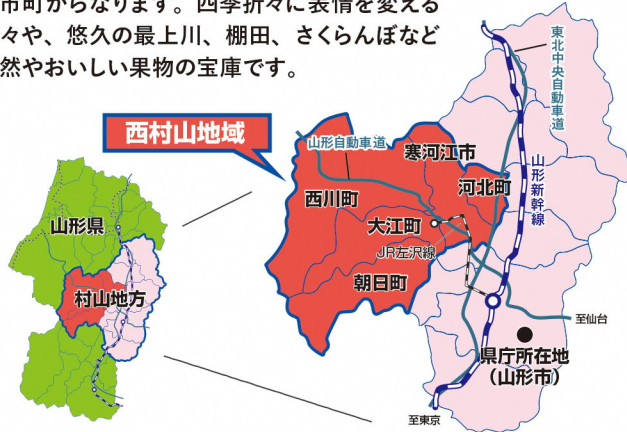 市町からなります。四季折々に表情を変える
々や、悠久の最上川、棚田、さくらんぼなど
然やおいしい果物の宝庫です。
西村山地域
山形県
村山地方
山形自動車道
寒河江市
河北町
西川町
大江町
JR左沢線
朝日町
東北中央自動車道
山形新幹線
至仙台
県庁所在地
（山形市）
至東京